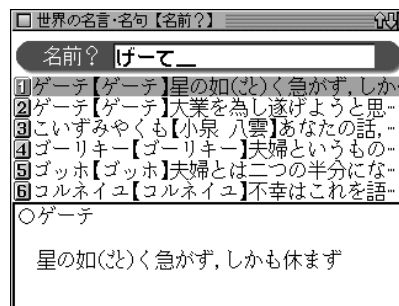 世界の名言･名句【名前?】
名前? げーて＿
1 ゲーテ【ゲーテ】星の如(ごと)く急がず,しか…
2 ゲーテ【ゲーテ】大業を為し遂げようと思…
3 こいずみやくも【小泉 八雲】あなたの話,…
4 ゴーリキー【ゴーリキー】夫婦というもの…
5 ゴッホ【ゴッホ】夫婦とは二つの半分にな…
6 コルネイユ【コルネイユ】不幸はこれを語…
○ゲーテ
星の如(ごと)く急がず,しかも休まず